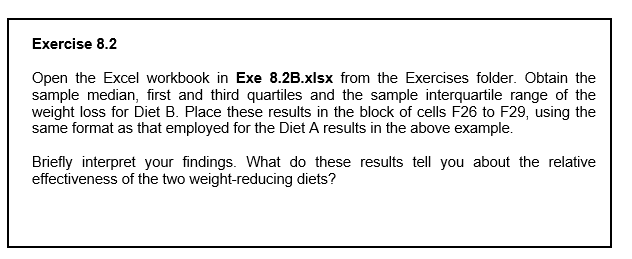 Exercise 8.2
Open the Excel workbook in Exe 8.2B.xlsx from the Exercises folder. Obtain the
sample median, first and third quartiles and the sample interquartile range of the
weight loss for Diet B. Place these results in the block of cells F26 to F29, using the
same format as that employed for the Diet A results in the above example.
Briefly interpret your findings. What do these results tell you about the relative
effectiveness of the two weight-reducing diets?